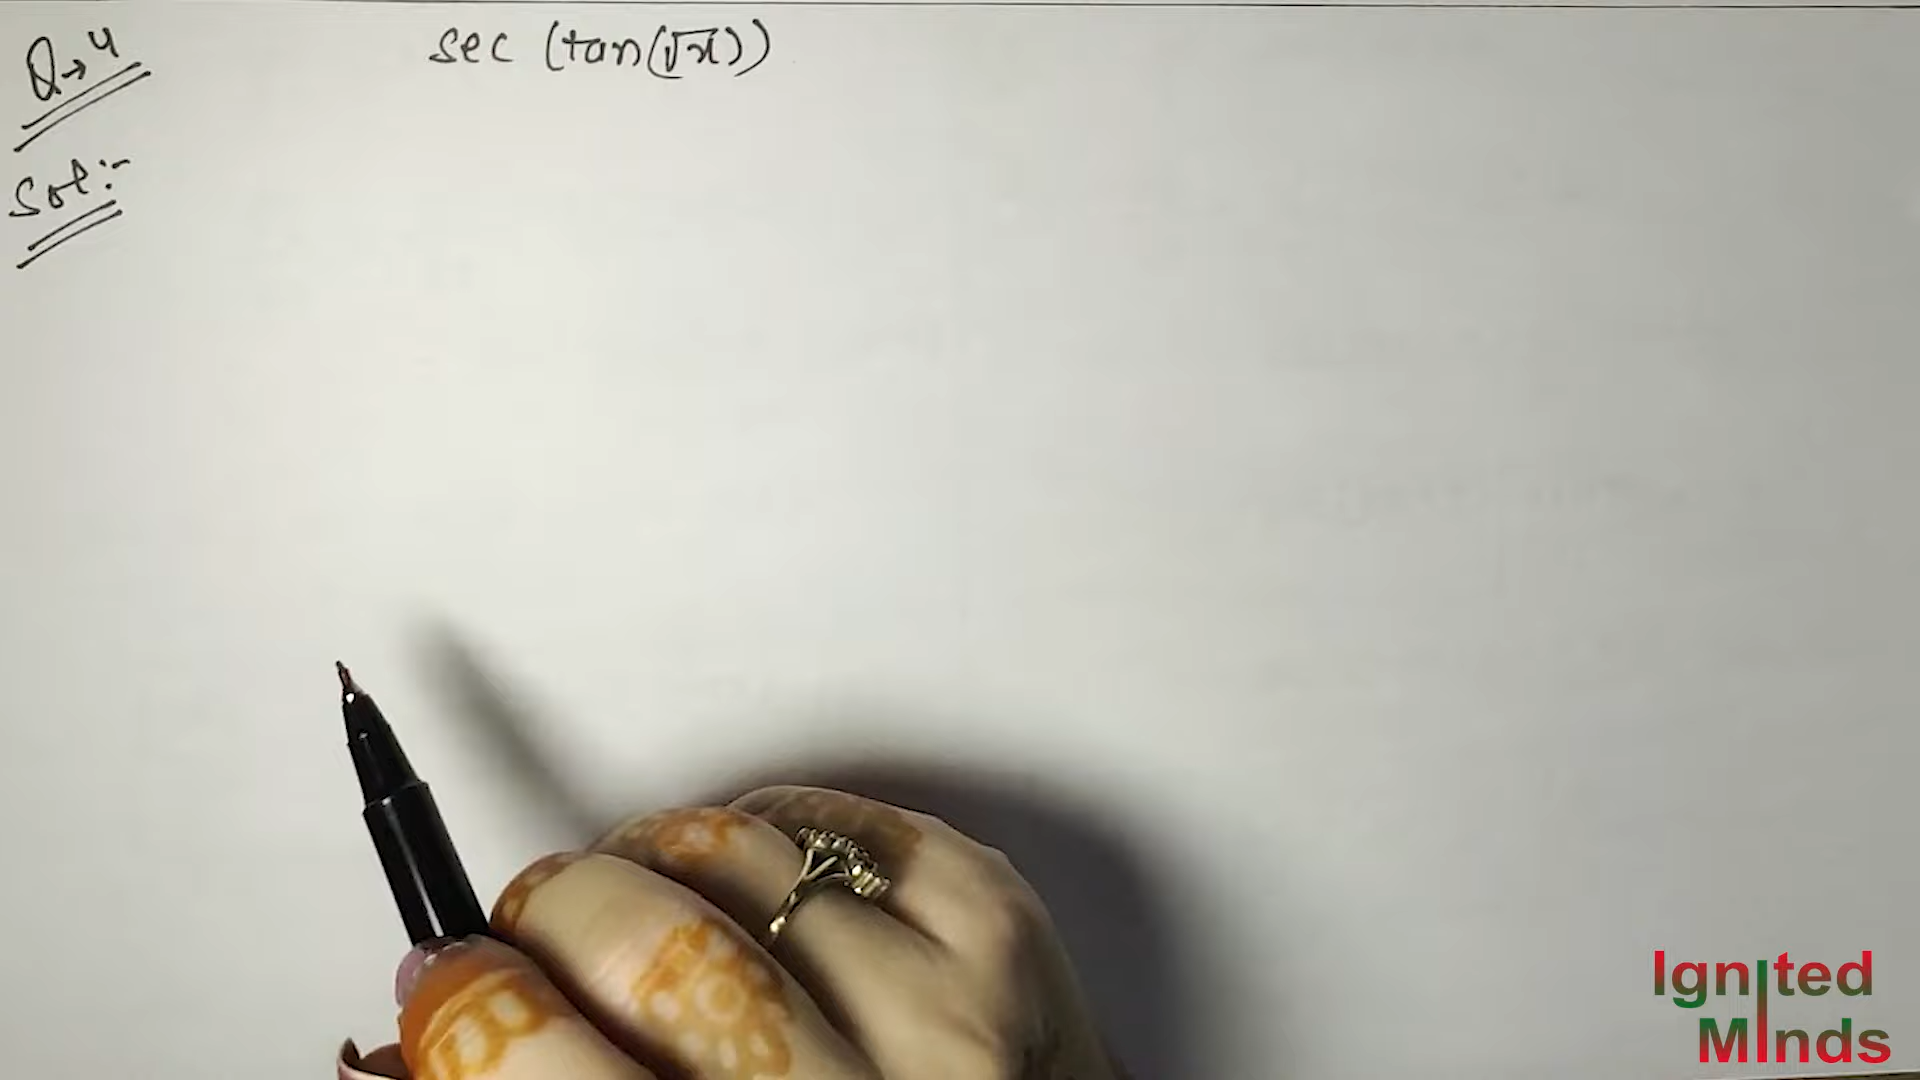 Q→4 sec (tan(√x))
Sol:-
Ignited
Minds